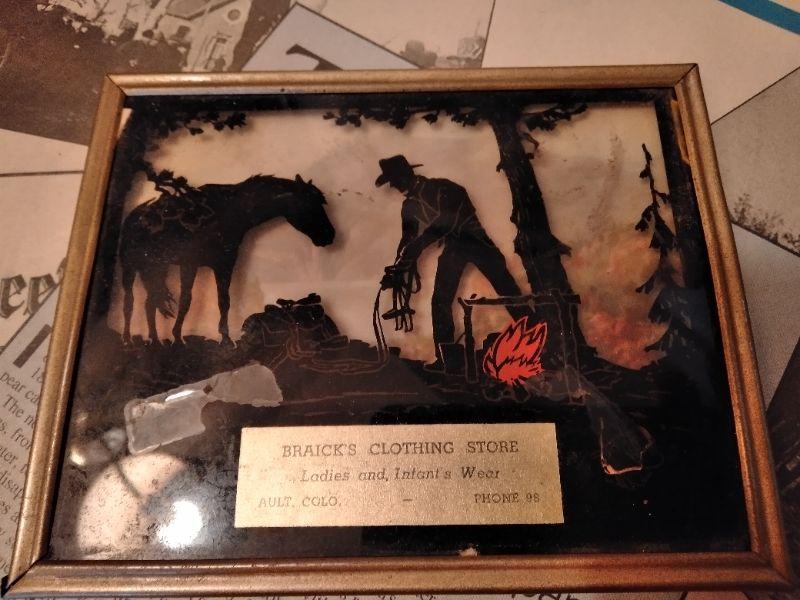 BRAICK'S CLOTHING STORE
Ladies and, Infant's Wear
AULT, COLO. — PHONE 98